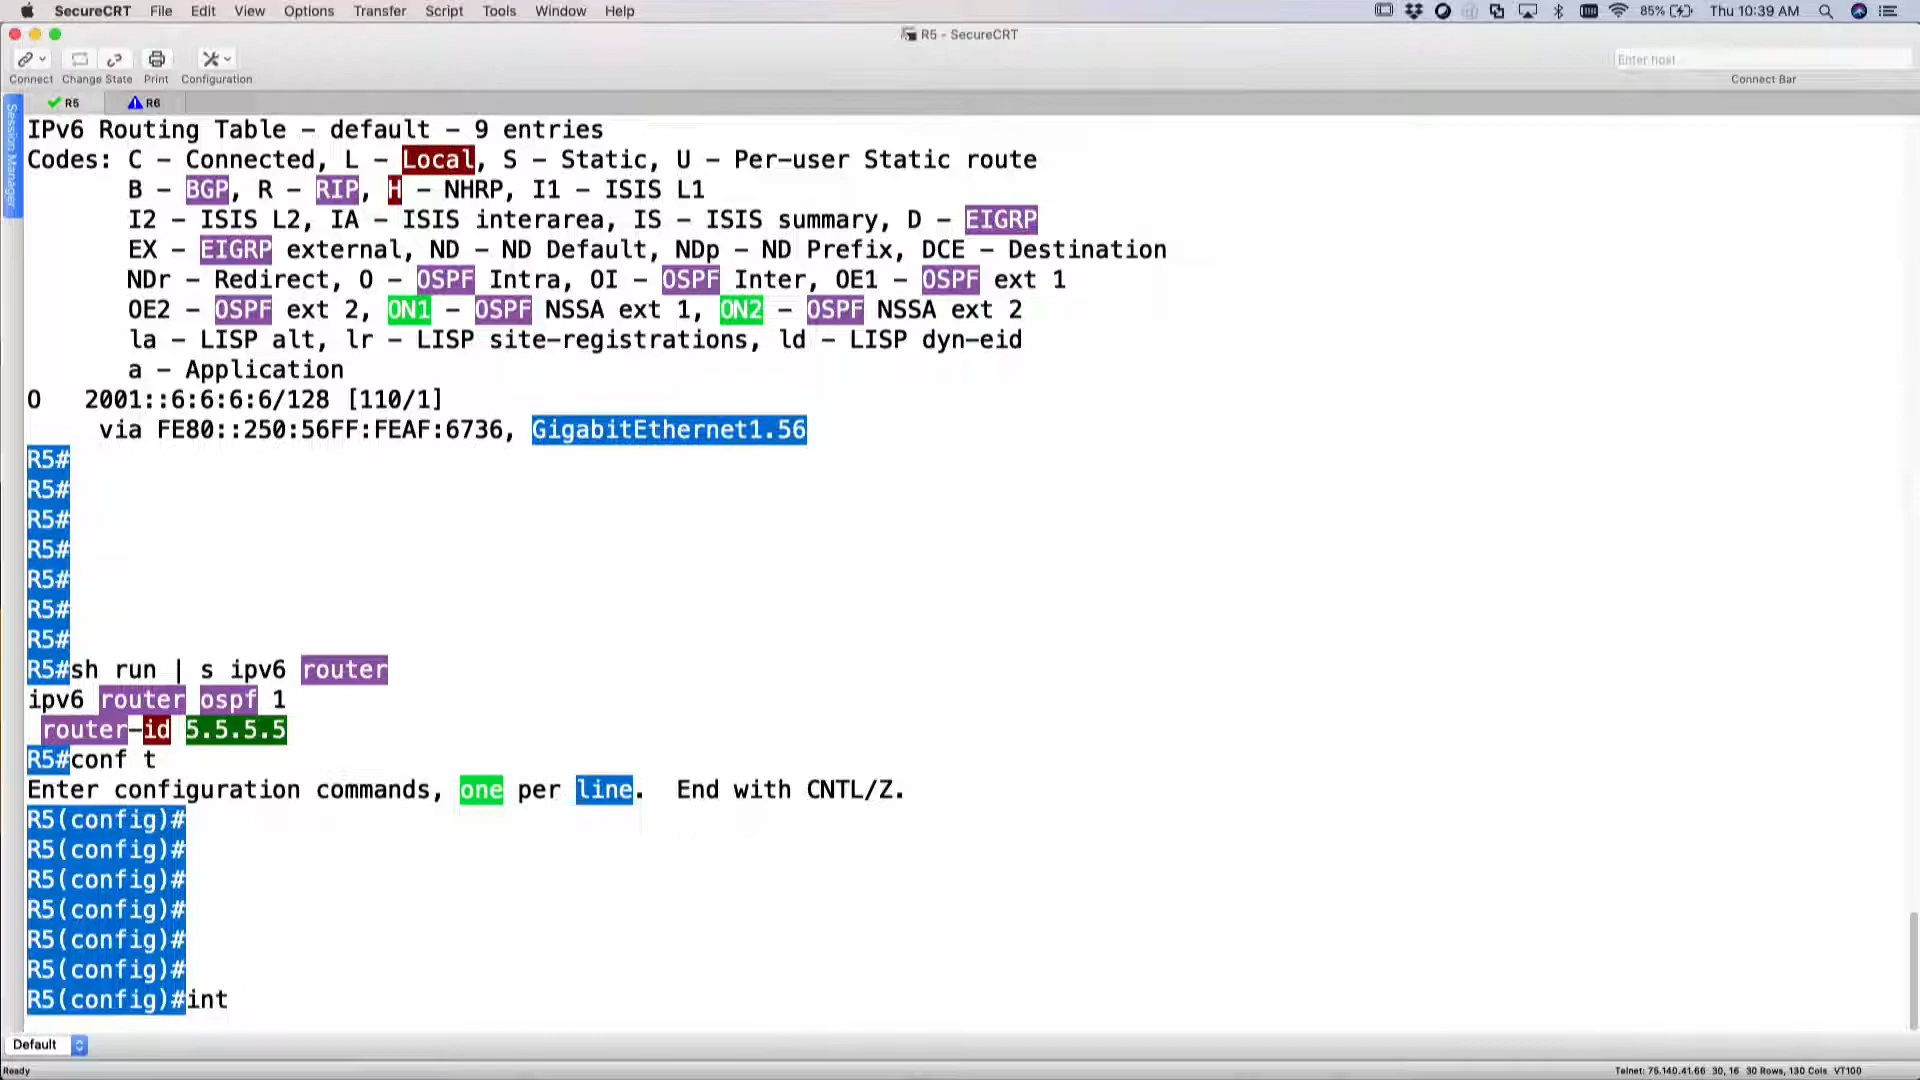 SecureCRT File Edit View Options Transfer Script Tools Window Help 85% Thu 10:39 AM
R5 - SecureCRT
Enter host
Connect Change State Print Configuration Connect Bar
R5 R6
Session Manager
IPv6 Routing Table - default - 9 entries
Codes: C - Connected, L - Local, S - Static, U - Per-user Static route
B - BGP, R - RIP, H - NHRP, I1 - ISIS L1
I2 - ISIS L2, IA - ISIS interarea, IS - ISIS summary, D - EIGRP
EX - EIGRP external, ND - ND Default, NDp - ND Prefix, DCE - Destination
NDr - Redirect, O - OSPF Intra, OI - OSPF Inter, OE1 - OSPF ext 1
OE2 - OSPF ext 2, ON1 - OSPF NSSA ext 1, ON2 - OSPF NSSA ext 2
la - LISP alt, lr - LISP site-registrations, ld - LISP dyn-eid
a - Application
O 2001::6:6:6:6/128 [110/1]
via FE80::250:56FF:FEAF:6736, GigabitEthernet1.56
R5#
R5#
R5#
R5#
R5#
R5#
R5#
R5#sh run | s ipv6 router
ipv6 router ospf 1
router-id 5.5.5.5
R5#conf t
Enter configuration commands, one per line. End with CNTL/Z.
R5(config)#
R5(config)#
R5(config)#
R5(config)#
R5(config)#
R5(config)#
R5(config)#int
Default
Ready Telnet: 75.140.41.66 30, 16 30 Rows, 130 Cols VT100